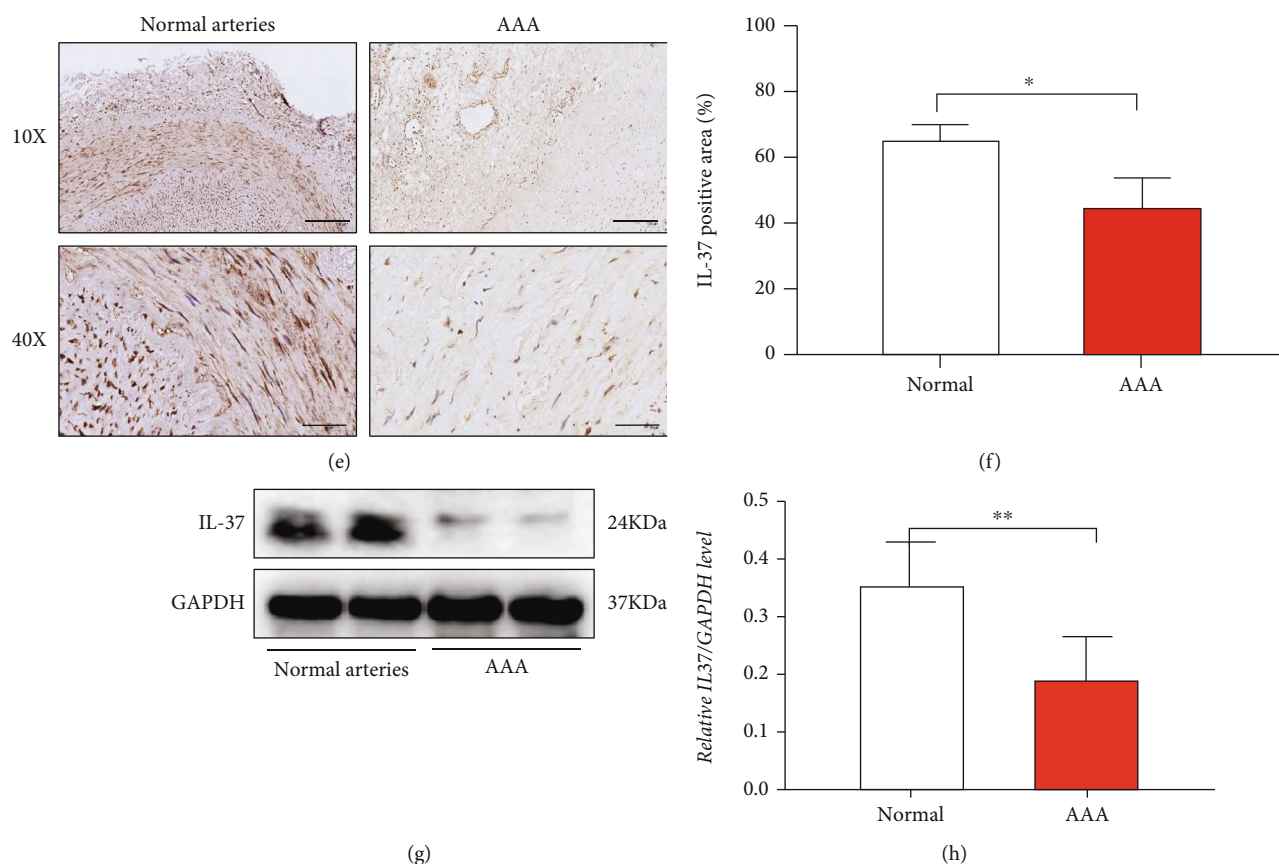 Normal arteries
AAA
10X
40X
(e)
IL-37 positive area (%)
100
80
60
40
20
0
*
Normal
AAA
(f)
IL-37
24KDa
GAPDH
37KDa
Normal arteries
AAA
(g)
Relative IL37/GAPDH level
0.5
0.4
0.3
0.2
0.1
0.0
**
Normal
AAA
(h)